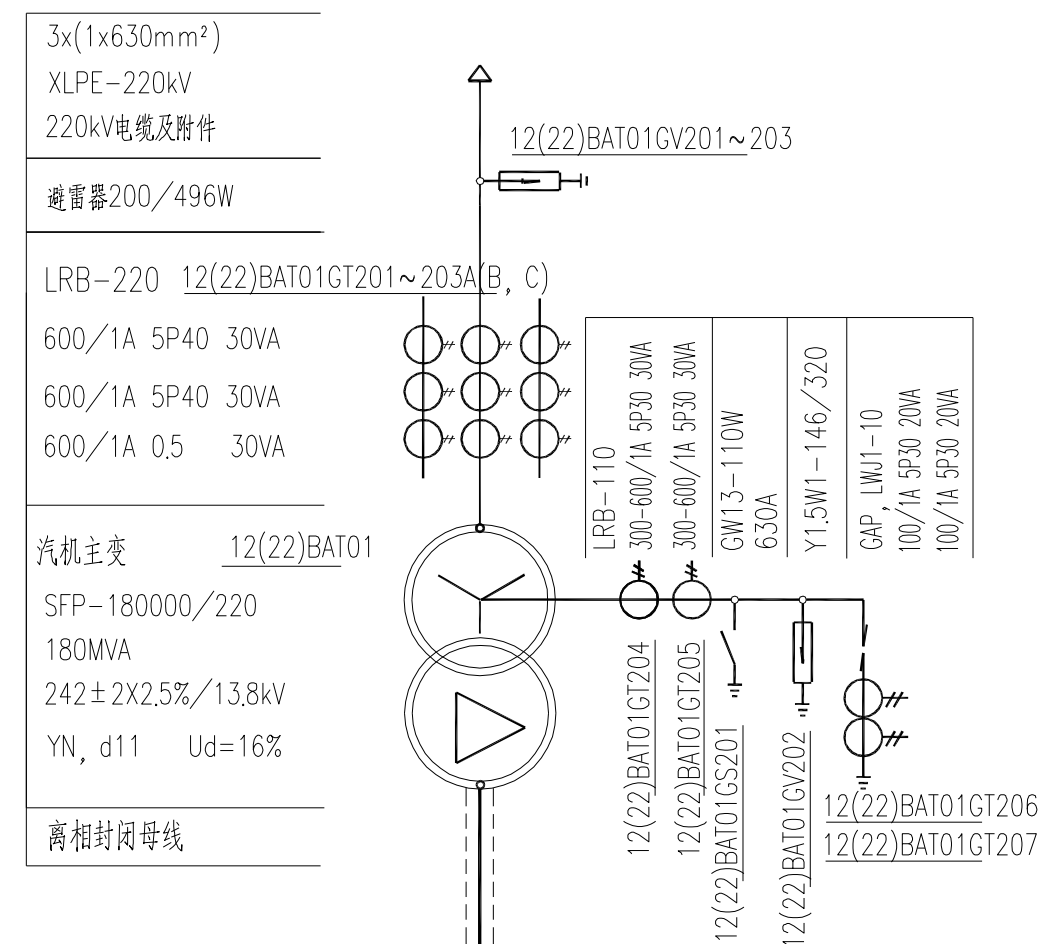 3x(1x630mm²)
XLPE-220kV
220kV电缆及附件
12(22)BAT01GV201~203
避雷器200/496W
LRB-220 12(22)BAT01GT201~203A(B, C)
600/1A 5P40 30VA
600/1A 5P40 30VA
600/1A 0.5 30VA
LRB-110
300-600/1A 5P30 30VA
300-600/1A 5P30 30VA
GW13-110W
630A
Y1.5W1-146/320
GAP, LWJ1-10
100/1A 5P30 20VA
100/1A 5P30 20VA
汽机主变 12(22)BAT01
SFP-180000/220
180MVA
242±2X2.5%/13.8kV
YN, d11 Ud=16%
离相封闭母线
12(22)BAT01GT204
12(22)BAT01GT205
12(22)BAT01GS201
12(22)BAT01GV202
12(22)BAT01GT206
12(22)BAT01GT207